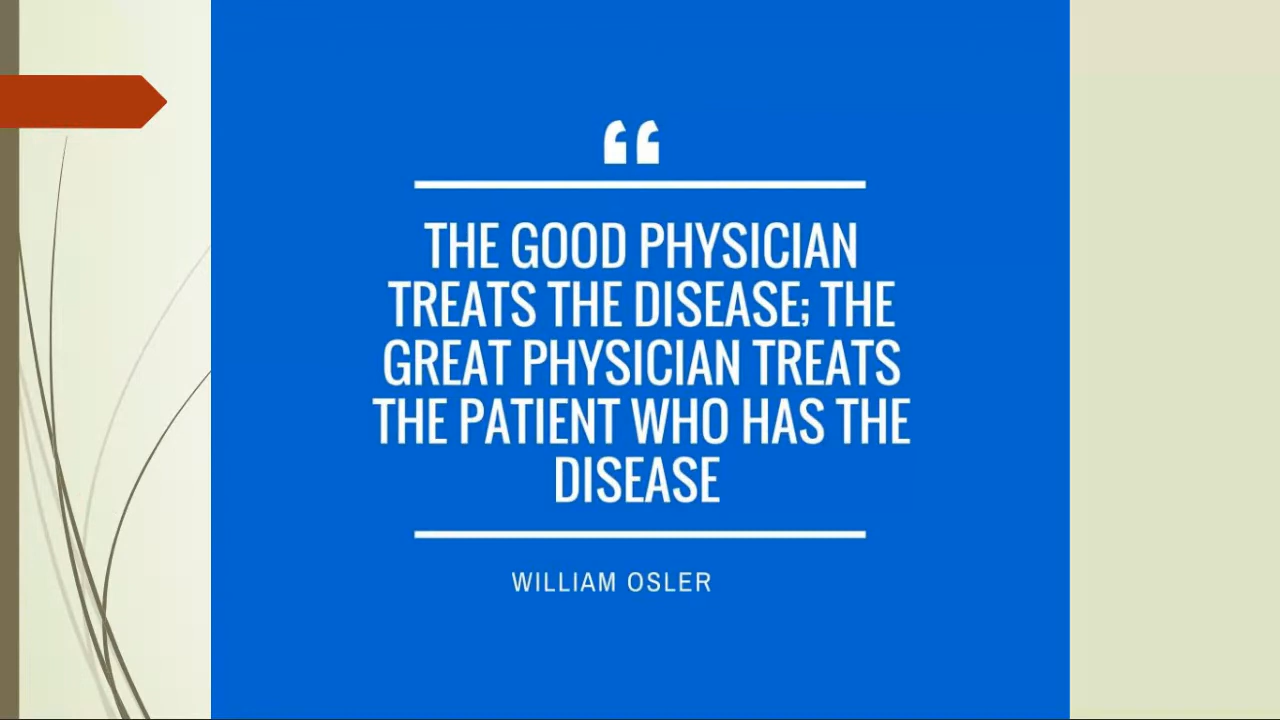 “
THE GOOD PHYSICIAN
TREATS THE DISEASE; THE
GREAT PHYSICIAN TREATS
THE PATIENT WHO HAS THE
DISEASE
WILLIAM OSLER